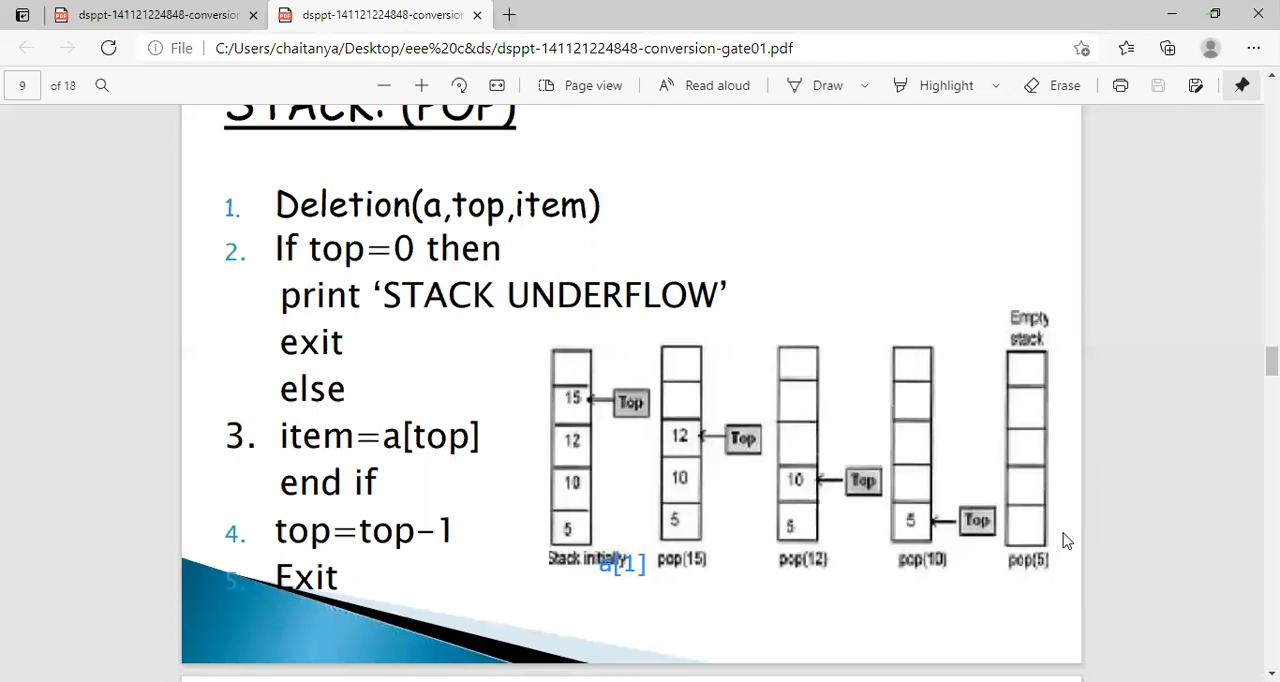 dsppt-141121224848-conversion
dsppt-141121224848-conversion
File C:/Users/chaitanya/Desktop/eee%20c&ds/dsppt-141121224848-conversion-gate01.pdf
9 of 18 Page view Read aloud Draw Highlight Erase
STACK: (POP)
1. Deletion(a,top,item)
2. If top=0 then
print ‘STACK UNDERFLOW’
exit
else
3. item=a[top]
end if
4. top=top-1
5. Exit
Empty
stack
15 Top
12 12 Top
10 10 10 Top
5 5 5 5 Top
Stack initially pop(15) pop(12) pop(10) pop(5)
a[1]